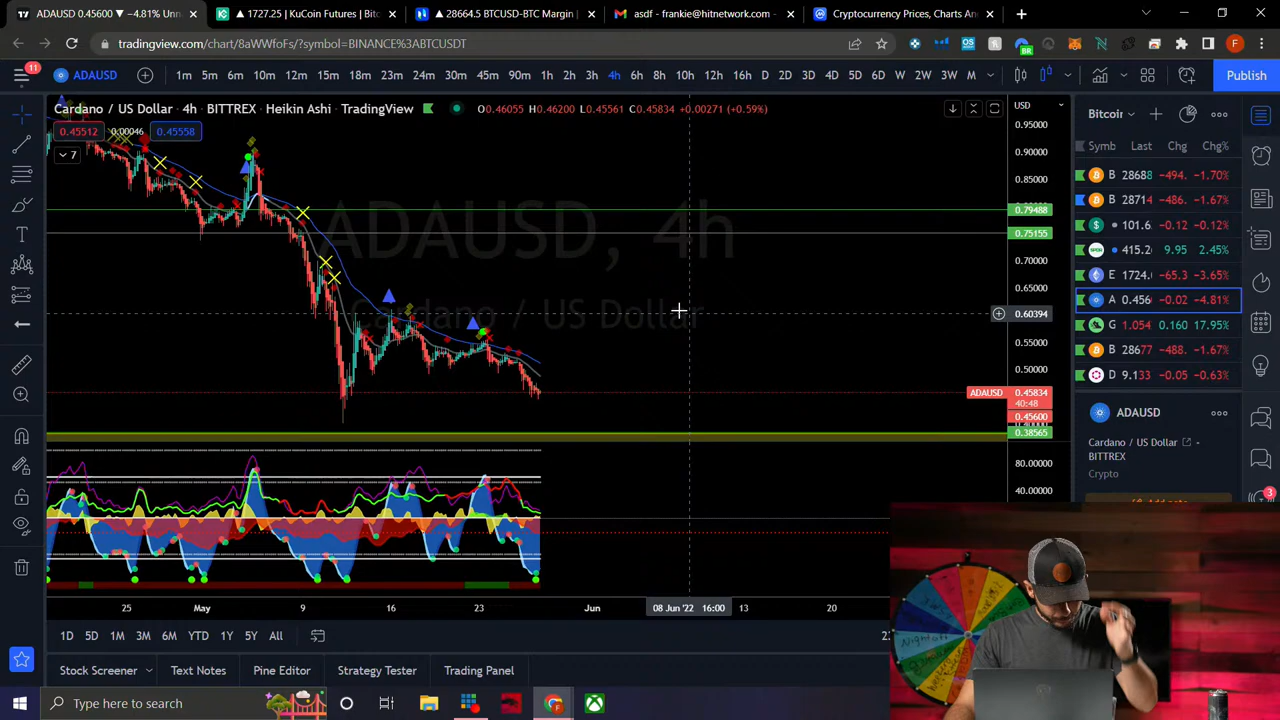 ADAUSD 0.45600 ▼ −4.81% Unn
▲ 1727.25 | KuCoin Futures | Bitc
▲ 28664.5 BTCUSD-BTC Margin |
asdf - frankie@hitnetwork.com -
Cryptocurrency Prices, Charts An
tradingview.com/chart/8aWWfoFs/?symbol=BINANCE%3ABTCUSDT
11
ADAUSD
1m 5m 6m 10m 12m 15m 18m 23m 24m 30m 45m 90m 1h 2h 3h 4h 6h 8h 10h 12h 16h D 2D 3D 4D 5D 6D W 2W 3W M
Publish
Cardano / US Dollar • 4h • BITTREX • Heikin Ashi • TradingView
O0.46055 H0.46200 L0.45561 C0.45834 +0.00271 (+0.59%)
0.45512 0.00046 0.45558
7
ADAUSD, 4h
Cardano / US Dollar
USD
0.95000
0.90000
0.85000
0.79488
0.75155
0.70000
0.65000
0.60394
0.55000
0.50000
ADAUSD 0.45834
40:48
0.45600
0.38565
80.00000
40.00000
25 May 9 16 23 Jun 08 Jun '22 16:00 13 20
1D 5D 1M 3M 6M YTD 1Y 5Y All
Stock Screener Text Notes Pine Editor Strategy Tester Trading Panel
Bitcoin
Symb Last Chg Chg%
B 28688 −494. −1.70%
B 28714 −486. −1.67%
101.6 −0.12 −0.12%
415.2 9.95 2.45%
E 1724. −65.3 −3.65%
A 0.456 −0.02 −4.81%
G 1.054 0.160 17.95%
B 28677 −488. −1.67%
D 9.133 −0.05 −0.63%
ADAUSD
Cardano / US Dollar
BITTREX
Crypto
3
Type here to search